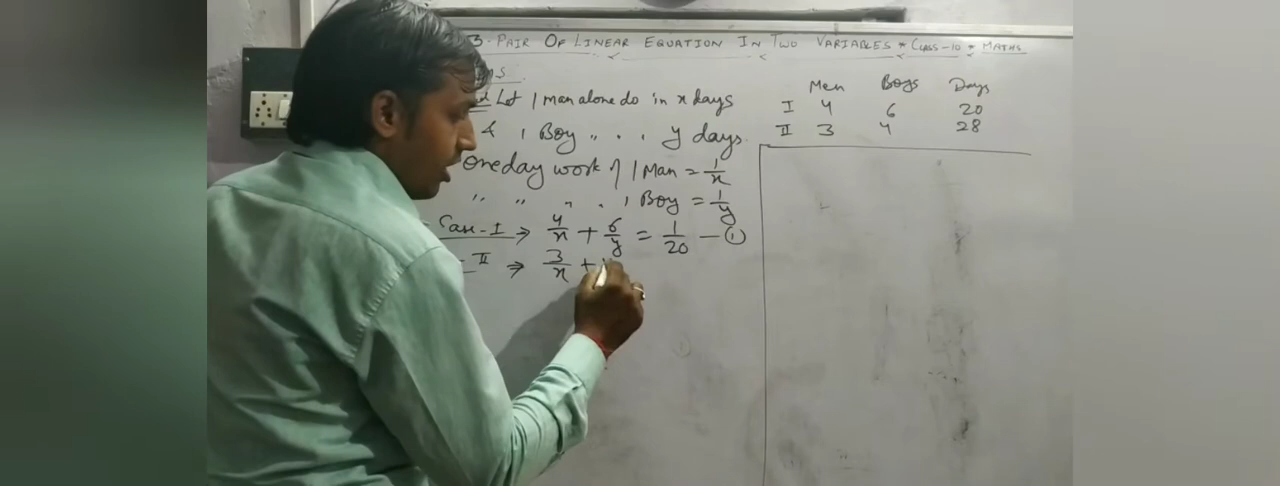 3. PAIR OF LINEAR EQUATION IN TWO VARIABLES * CLASS-10 * MATHS
Let 1 Man alone do in x days
& 1 Boy " " " y days
one day work of 1 Man = 1/x
" " " " 1 Boy = 1/y
Case-I ⇒ 4/x + 6/y = 1/20 — ①
II ⇒ 3/x +
Men Boys Days
I 4 6 20
II 3 4 28